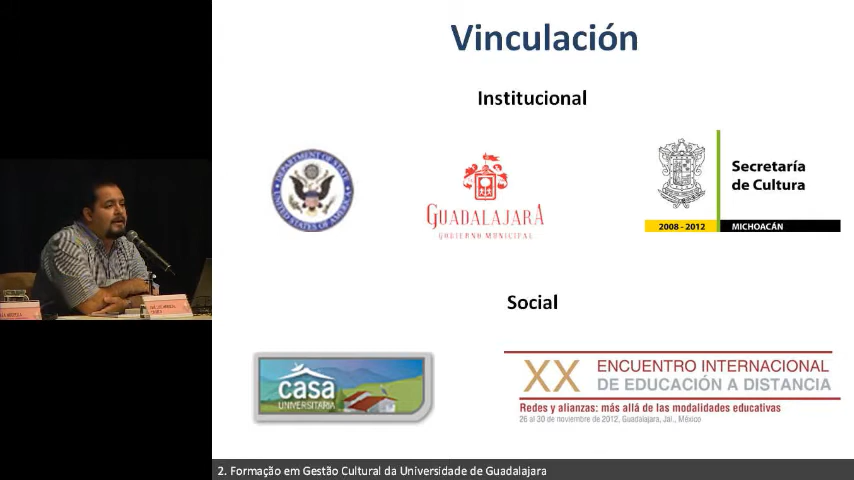 Vinculación
Institucional
DEPARTMENT OF STATE
UNITED STATES OF AMERICA
GUADALAJARA
GOBIERNO MUNICIPAL
Secretaría
de Cultura
2008 - 2012 MICHOACÁN
Social
casa
UNIVERSITARIA
XX ENCUENTRO INTERNACIONAL
DE EDUCACIÓN A DISTANCIA
Redes y alianzas: más allá de las modalidades educativas
26 al 30 de noviembre de 2012, Guadalajara, Jal., México
2. Formação em Gestão Cultural da Universidade de Guadalajara